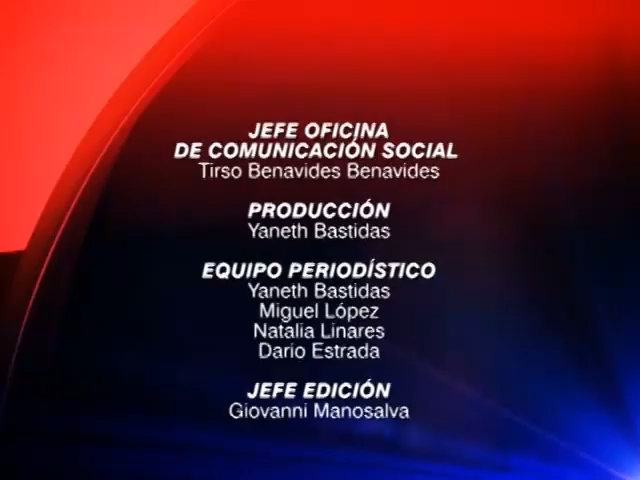 JEFE OFICINA
DE COMUNICACIÓN SOCIAL
Tirso Benavides Benavides
PRODUCCIÓN
Yaneth Bastidas
EQUIPO PERIODÍSTICO
Yaneth Bastidas
Miguel López
Natalia Linares
Dario Estrada
JEFE EDICIÓN
Giovanni Manosalva